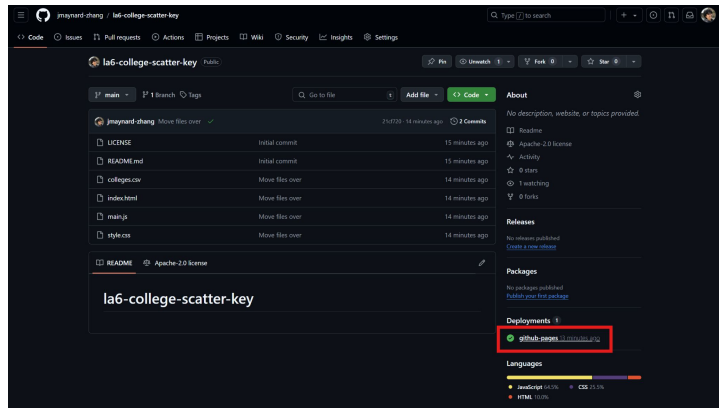 jmaynard-zhang / la6-college-scatter-key
Type / to search
Code Issues Pull requests Actions Projects Wiki Security Insights Settings
la6-college-scatter-key Public
Pin Unwatch 1 Fork 0 Star 0
main 1 Branch Tags Go to file t Add file Code
jmaynard-zhang Move files over 14 minutes ago 2 Commits
LICENSE Initial commit 15 minutes ago
README.md Initial commit 15 minutes ago
colleges.csv Move files over 14 minutes ago
index.html Move files over 14 minutes ago
main.js Move files over 14 minutes ago
style.css Move files over 14 minutes ago
README Apache-2.0 license
la6-college-scatter-key
About
No description, website, or topics provided.
Readme
Apache-2.0 license
Activity
0 stars
1 watching
0 forks
Releases
No releases published
Create a new release
Packages
No packages published
Publish your first package
Deployments 1
github-pages 13 minutes ago
Languages
JavaScript 64.5% CSS 25.5%
HTML 10.0%